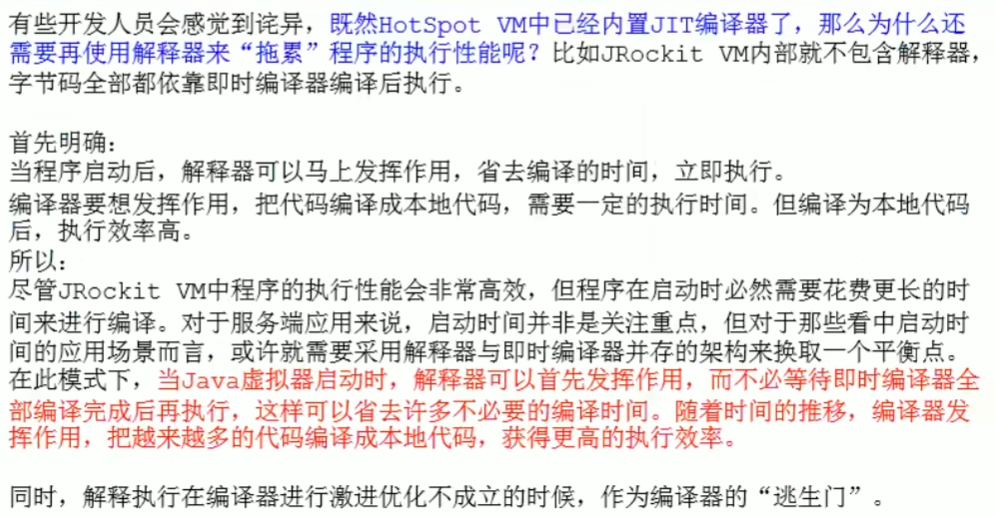 有些开发人员会感觉到诧异，既然HotSpot VM中已经内置JIT编译器了，那么为什么还
需要再使用解释器来“拖累”程序的执行性能呢？比如JRockit VM内部就不包含解释器，
字节码全部都依靠即时编译器编译后执行。
首先明确：
当程序启动后，解释器可以马上发挥作用，省去编译的时间，立即执行。
编译器要想发挥作用，把代码编译成本地代码，需要一定的执行时间。但编译为本地代码
后，执行效率高。
所以：
尽管JRockit VM中程序的执行性能会非常高效，但程序在启动时必然需要花费更长的时
间来进行编译。对于服务端应用来说，启动时间并非是关注重点，但对于那些看中启动时
间的应用场景而言，或许就需要采用解释器与即时编译器并存的架构来换取一个平衡点。
在此模式下，当Java虚拟器启动时，解释器可以首先发挥作用，而不必等待即时编译器全
部编译完成后再执行，这样可以省去许多不必要的编译时间。随着时间的推移，编译器发
挥作用，把越来越多的代码编译成本地代码，获得更高的执行效率。
同时，解释执行在编译器进行激进优化不成立的时候，作为编译器的“逃生门”。